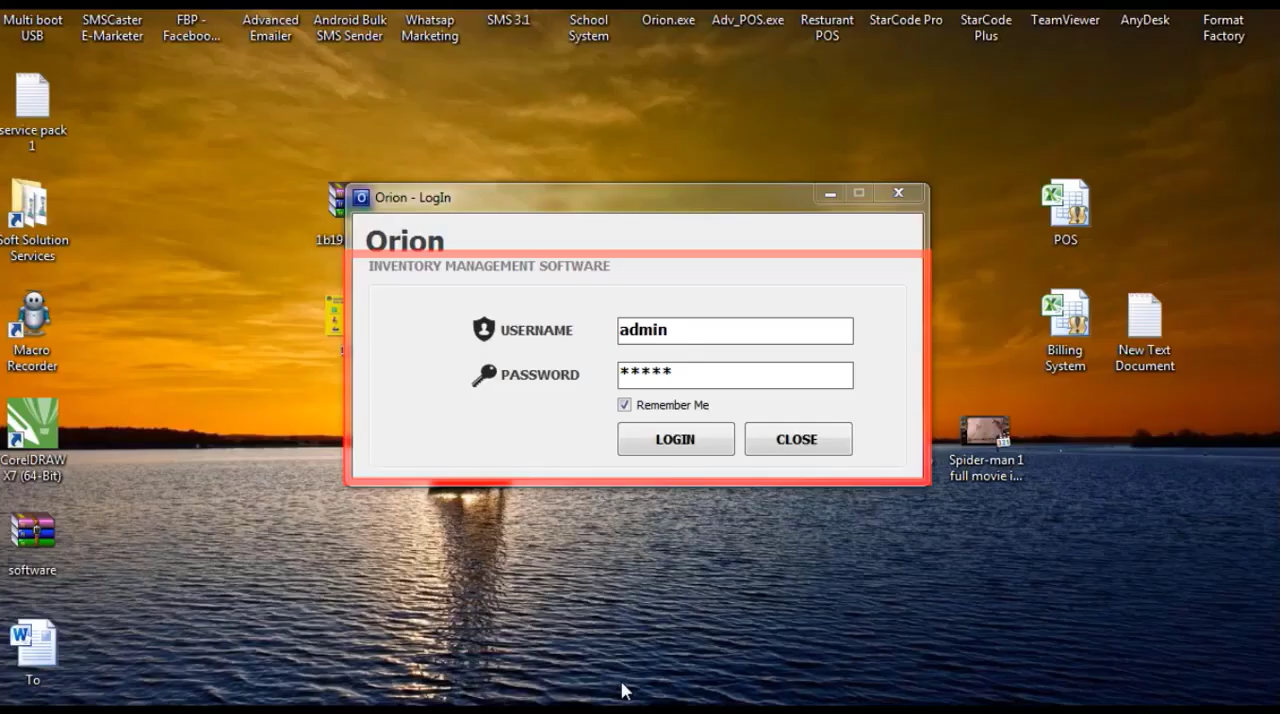 Multi boot
USB
SMSCaster
E-Marketer
FBP -
Faceboo...
Advanced
Emailer
Android Bulk
SMS Sender
Whatsap
Marketing
SMS 3.1
School
System
Orion.exe
Adv_POS.exe
Resturant
POS
StarCode Pro
StarCode
Plus
TeamViewer
AnyDesk
Format
Factory
service pack
1
Soft Solution
Services
Macro
Recorder
CorelDRAW
X7 (64-Bit)
software
To
1b19
Orion - LogIn
Orion
INVENTORY MANAGEMENT SOFTWARE
USERNAME
admin
PASSWORD
*****
Remember Me
LOGIN
CLOSE
POS
Billing
System
New Text
Document
Spider-man 1
full movie i...